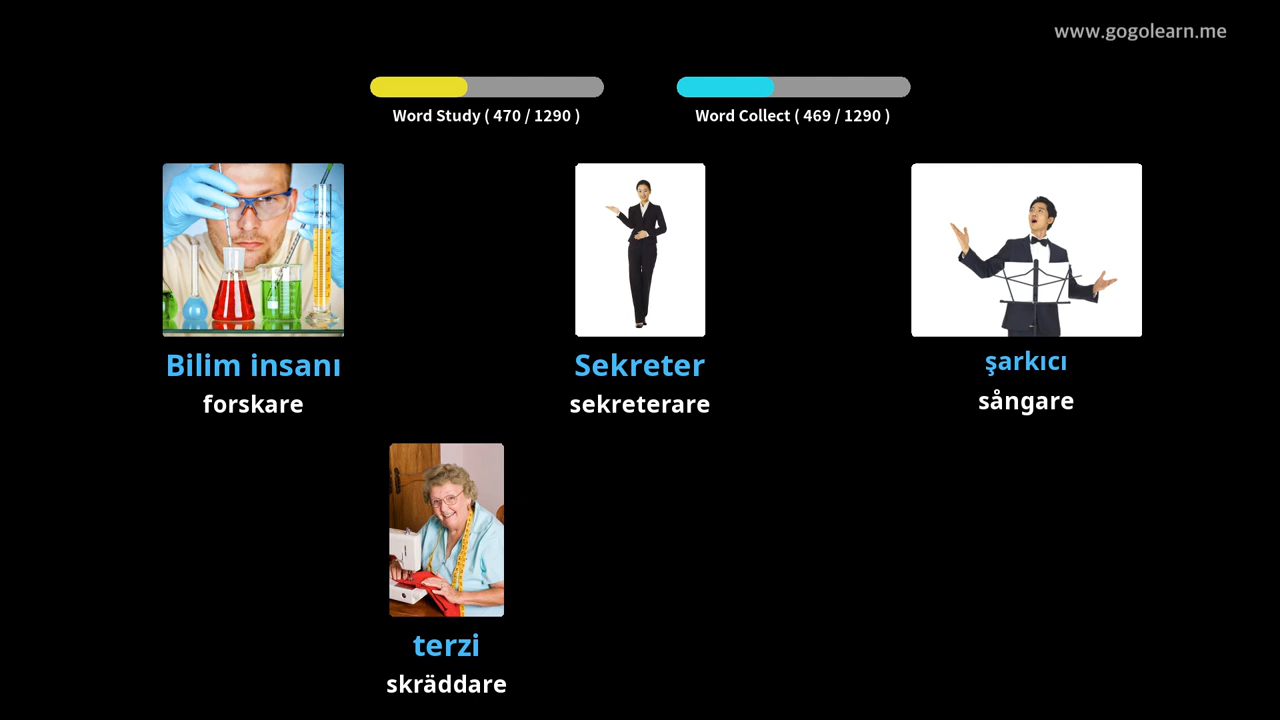 www.gogolearn.me
Word Study ( 470 / 1290 )
Word Collect ( 469 / 1290 )
Bilim insanı
forskare
Sekreter
sekreterare
şarkıcı
sångare
terzi
skräddare